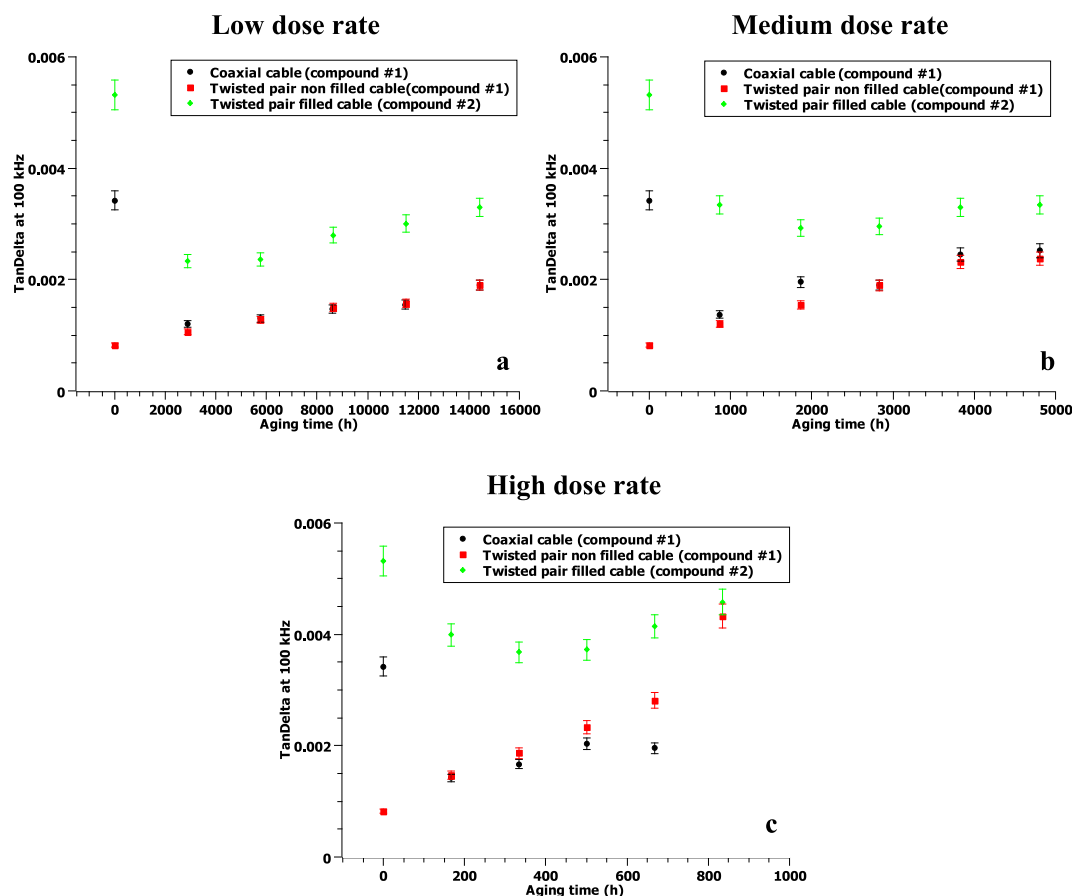 Low dose rate
Coaxial cable (compound #1)
Twisted pair non filled cable(compound #1)
Twisted pair filled cable (compound #2)
TanDelta at 100 kHz
0.006
0.004
0.002
0
a
0 2000 4000 6000 8000 10000 12000 14000 16000
Aging time (h)
Medium dose rate
Coaxial cable (compound #1)
Twisted pair non filled cable (compound #1)
Twisted pair filled cable (compound #2)
TanDelta at 100 kHz
0.006
0.004
0.002
0
b
0 1000 2000 3000 4000 5000
Aging time (h)
High dose rate
Coaxial cable (compound #1)
Twisted pair non filled cable (compound #1)
Twisted pair filled cable (compound #2)
TanDelta at 100 kHz
0.006
0.004
0.002
0
c
0 200 400 600 800 1000
Aging time (h)